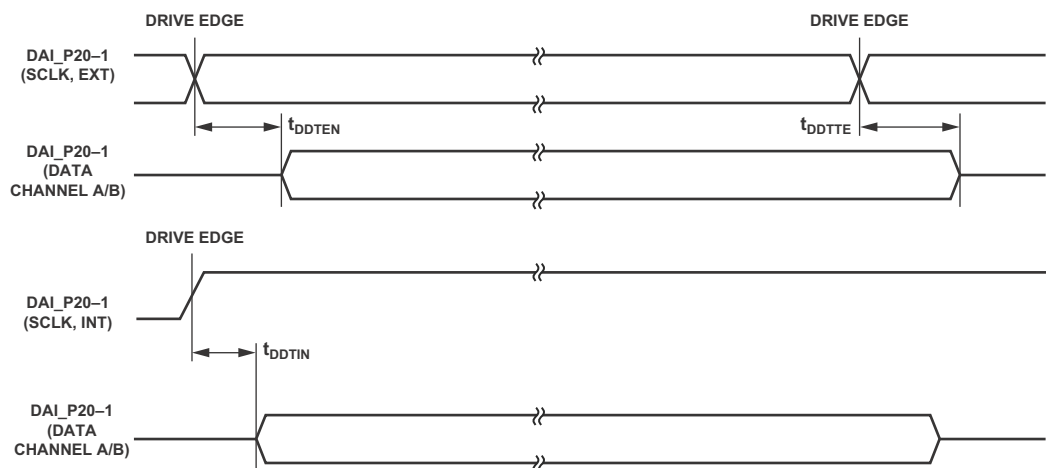 DRIVE EDGE
DRIVE EDGE
DAI_P20–1
(SCLK, EXT)
tDDTEN
tDDTTE
DAI_P20–1
(DATA
CHANNEL A/B)
DRIVE EDGE
DAI_P20–1
(SCLK, INT)
tDDTIN
DAI_P20–1
(DATA
CHANNEL A/B)